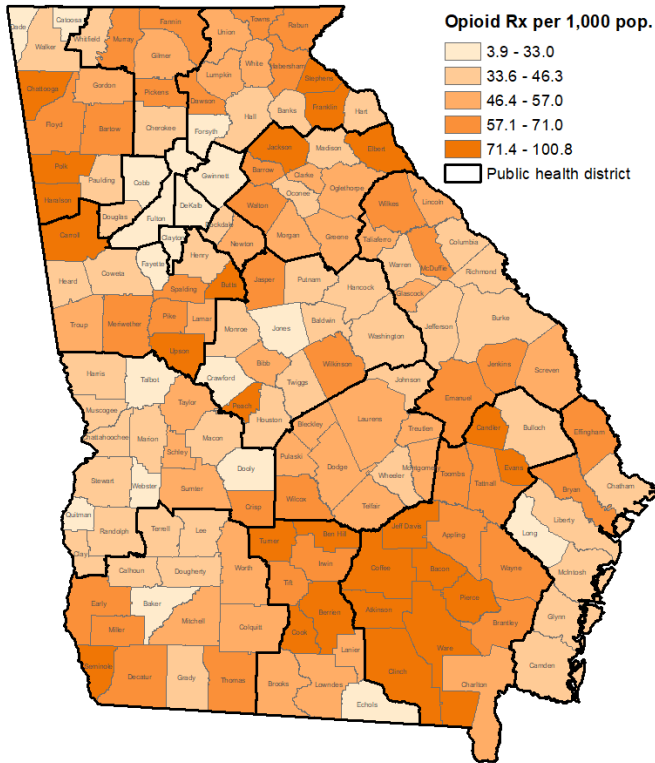 Opioid Rx per 1,000 pop.
3.9 - 33.0
33.6 - 46.3
46.4 - 57.0
57.1 - 71.0
71.4 - 100.8
Public health district
Dade
Catoosa
Walker
Whitfield
Murray
Fannin
Union
Towns
Rabun
Gilmer
White
Habersham
Lumpkin
Stephens
Chattooga
Gordon
Pickens
Dawson
Franklin
Hart
Hall
Banks
Floyd
Bartow
Cherokee
Forsyth
Jackson
Madison
Elbert
Polk
Paulding
Cobb
Gwinnett
Barrow
Clarke
Oconee
Oglethorpe
Haralson
Douglas
Fulton
DeKalb
Walton
Wilkes
Lincoln
Carroll
Clayton
Rockdale
Newton
Morgan
Greene
Taliaferro
Columbia
Fayette
Henry
McDuffie
Warren
Richmond
Heard
Coweta
Spalding
Butts
Jasper
Putnam
Hancock
Glascock
Burke
Troup
Meriwether
Pike
Lamar
Monroe
Jones
Baldwin
Jefferson
Washington
Upson
Harris
Talbot
Crawford
Bibb
Wilkinson
Jenkins
Screven
Taylor
Peach
Twiggs
Johnson
Emanuel
Muscogee
Houston
Macon
Laurens
Candler
Bulloch
Effingham
Chattahoochee
Marion
Schley
Bleckley
Treutlen
Pulaski
Dodge
Montgomery
Evans
Stewart
Webster
Sumter
Dooly
Wheeler
Toombs
Tattnall
Bryan
Chatham
Quitman
Crisp
Wilcox
Telfair
Long
Liberty
Randolph
Terrell
Lee
Turner
Ben Hill
Jeff Davis
Appling
Clay
Irwin
Coffee
Wayne
McIntosh
Calhoun
Dougherty
Worth
Tift
Bacon
Early
Baker
Pierce
Mitchell
Berrien
Atkinson
Brantley
Glynn
Miller
Colquitt
Cook
Ware
Seminole
Decatur
Grady
Thomas
Lanier
Clinch
Camden
Brooks
Lowndes
Charlton
Echols